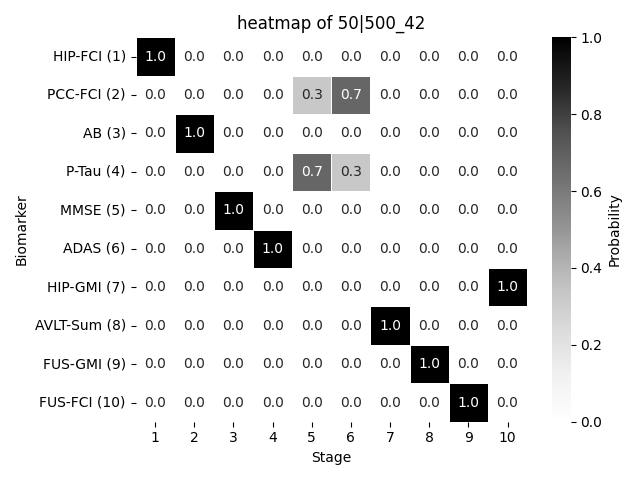 heatmap of 50|500_42
HIP-FCI (1) 1.0 0.0 0.0 0.0 0.0 0.0 0.0 0.0 0.0 0.0
PCC-FCI (2) 0.0 0.0 0.0 0.0 0.3 0.7 0.0 0.0 0.0 0.0
AB (3) 0.0 1.0 0.0 0.0 0.0 0.0 0.0 0.0 0.0 0.0
P-Tau (4) 0.0 0.0 0.0 0.0 0.7 0.3 0.0 0.0 0.0 0.0
MMSE (5) 0.0 0.0 1.0 0.0 0.0 0.0 0.0 0.0 0.0 0.0
ADAS (6) 0.0 0.0 0.0 1.0 0.0 0.0 0.0 0.0 0.0 0.0
HIP-GMI (7) 0.0 0.0 0.0 0.0 0.0 0.0 0.0 0.0 0.0 1.0
AVLT-Sum (8) 0.0 0.0 0.0 0.0 0.0 0.0 1.0 0.0 0.0 0.0
FUS-GMI (9) 0.0 0.0 0.0 0.0 0.0 0.0 0.0 1.0 0.0 0.0
FUS-FCI (10) 0.0 0.0 0.0 0.0 0.0 0.0 0.0 0.0 1.0 0.0
1 2 3 4 5 6 7 8 9 10
Stage
Biomarker
1.0
0.8
0.6
0.4
0.2
0.0
Probability